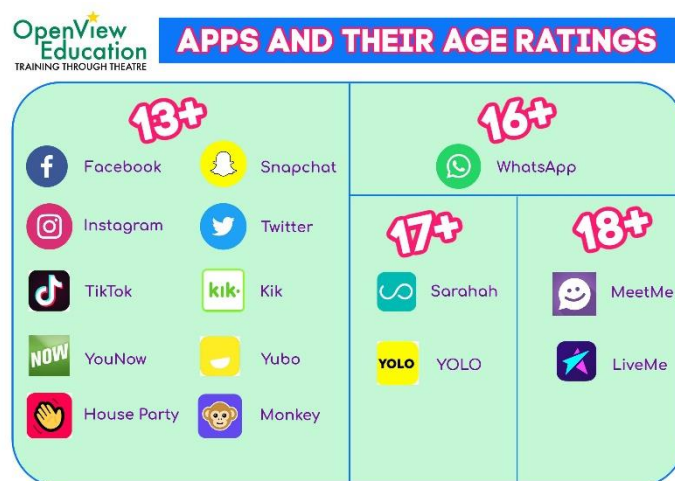 OpenView
Education
TRAINING THROUGH THEATRE
APPS AND THEIR AGE RATINGS
13+
Facebook
Snapchat
Instagram
Twitter
TikTok
kik.
Kik
NOW
YouNow
Yubo
House Party
Monkey
16+
WhatsApp
17+
Sarahah
YOLO
YOLO
18+
MeetMe
LiveMe